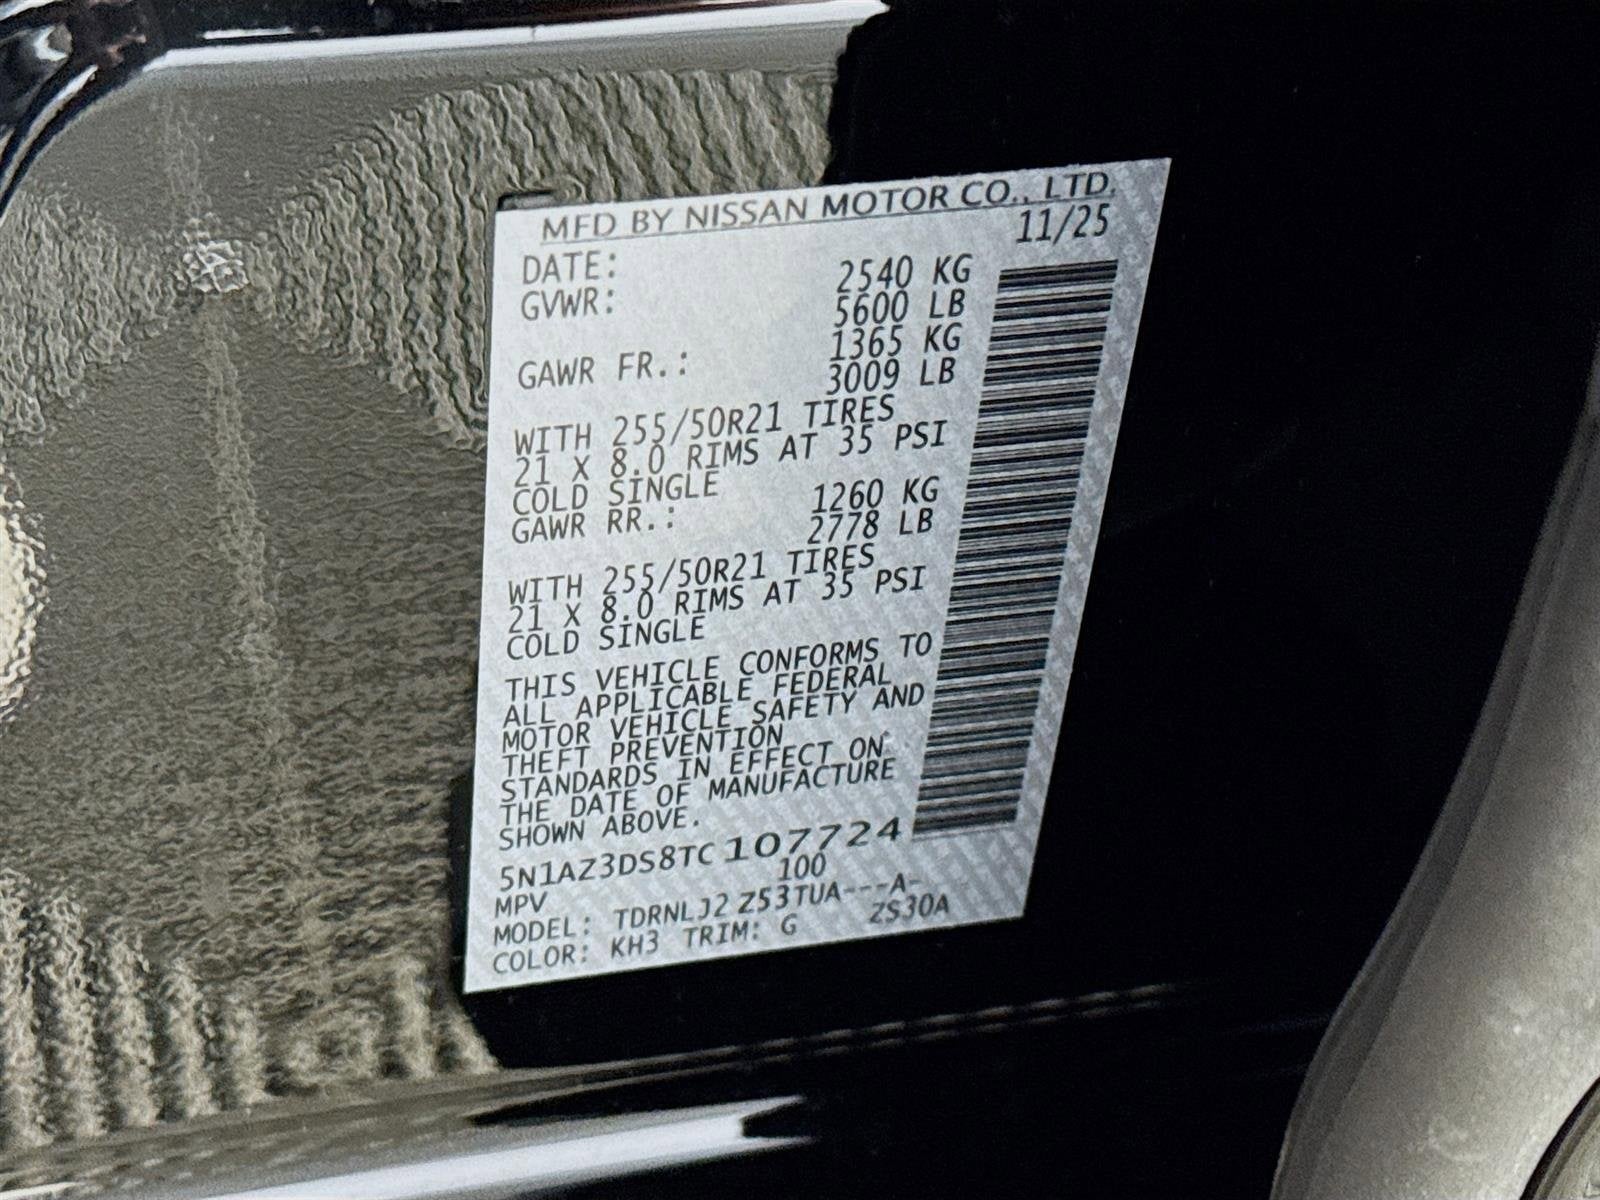 MFD BY NISSAN MOTOR CO., LTD.
DATE: 11/25
GVWR: 2540 KG
5600 LB
GAWR FR.: 1365 KG
3009 LB
WITH 255/50R21 TIRES
21 X 8.0 RIMS AT 35 PSI
COLD SINGLE
GAWR RR.: 1260 KG
2778 LB
WITH 255/50R21 TIRES
21 X 8.0 RIMS AT 35 PSI
COLD SINGLE
THIS VEHICLE CONFORMS TO
ALL APPLICABLE FEDERAL
MOTOR VEHICLE SAFETY AND
THEFT PREVENTION
STANDARDS IN EFFECT ON
THE DATE OF MANUFACTURE
SHOWN ABOVE.
5N1AZ3DS8TC107724
MPV 100
MODEL: TDRNLJ2 Z53TUA---A-
COLOR: KH3 TRIM: G ZS30A